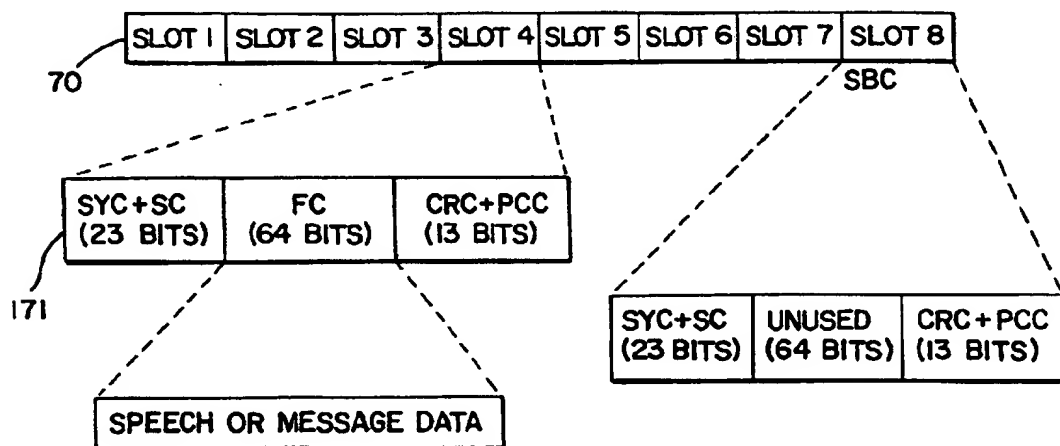 SLOT 1 SLOT 2 SLOT 3 SLOT 4 SLOT 5 SLOT 6 SLOT 7 SLOT 8
70
SBC
SYC+SC FC CRC+PCC
(23 BITS) (64 BITS) (13 BITS)
171
SYC+SC UNUSED CRC+PCC
(23 BITS) (64 BITS) (13 BITS)
SPEECH OR MESSAGE DATA